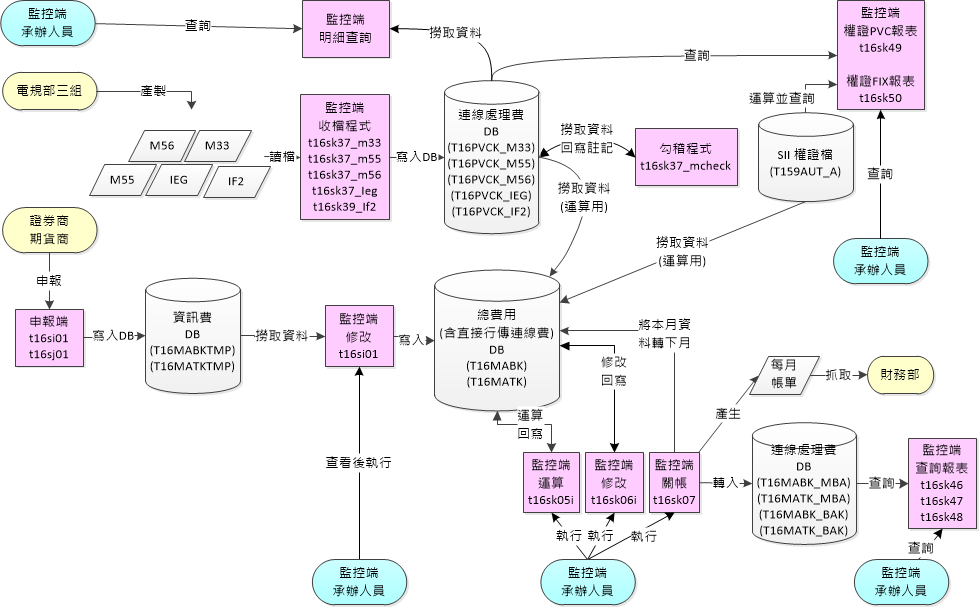 監控端
承辦人員
查詢
監控端
明細查詢
撈取資料
查詢
監控端
權證PVC報表
t16sk49
權證FIX報表
t16sk50
電規部三組
產製
M56
M33
M55
IEG
IF2
讀檔
監控端
收檔程式
t16sk37_m33
t16sk37_m55
t16sk37_m56
t16sk37_Ieg
t16sk39_If2
寫入DB
連線處理費
DB
(T16PVCK_M33)
(T16PVCK_M55)
(T16PVCK_M56)
(T16PVCK_IEG)
(T16PVCK_IF2)
撈取資料
回寫註記
勾稽程式
t16sk37_mcheck
運算並查詢
SII 權證檔
(T159AUT_A)
查詢
撈取資料
(運算用)
撈取資料
(運算用)
監控端
承辦人員
證券商
期貨商
申報
申報端
t16si01
t16sj01
寫入DB
資訊費
DB
(T16MABKTMP)
(T16MATKTMP)
撈取資料
監控端
修改
t16si01
寫入
總費用
(含直接行傳連線費)
DB
(T16MABK)
(T16MATK)
將本月資
料轉下月
修改
回寫
運算
回寫
每月
帳單
抓取
財務部
產生
查看後執行
監控端
運算
t16sk05i
監控端
修改
t16sk06i
監控端
關帳
t16sk07
轉入
連線處理費
DB
(T16MABK_MBA)
(T16MATK_MBA)
(T16MABK_BAK)
(T16MATK_BAK)
查詢
監控端
查詢報表
t16sk46
t16sk47
t16sk48
執行
執行
執行
查詢
監控端
承辦人員
監控端
承辦人員
監控端
承辦人員